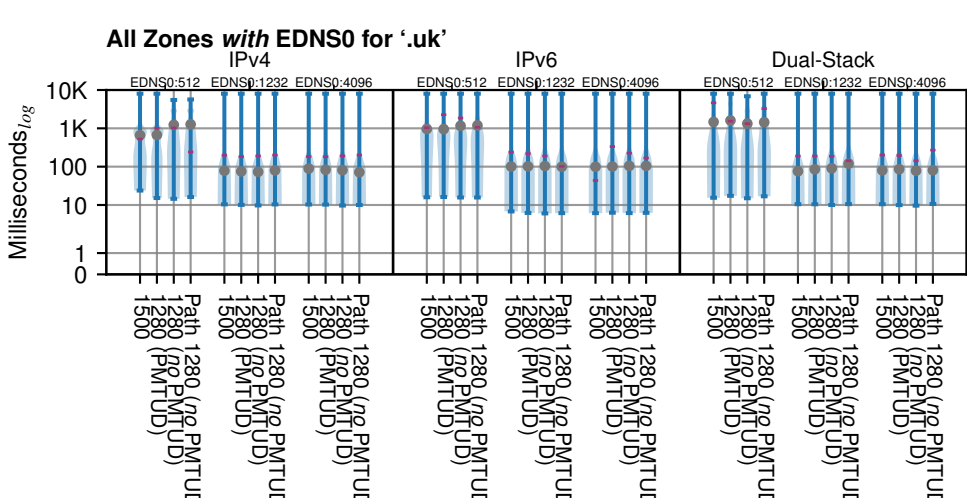 All Zones with EDNS0 for ‘.uk’
IPv4
IPv6
Dual-Stack
EDNS0:512
EDNS0:1232
EDNS0:4096
EDNS0:512
EDNS0:1232
EDNS0:4096
EDNS0:512
EDNS0:1232
EDNS0:4096
Millisecondslog
10K
1K
100
10
1
0
1500
1280 (PMTUD)
1280 (no PMTUD)
Path 1280 (no PMTUD
1500
1280 (PMTUD)
1280 (no PMTUD)
Path 1280 (no PMTUD
1500
1280 (PMTUD)
1280 (no PMTUD)
Path 1280 (no PMTUD
1500
1280 (PMTUD)
1280 (no PMTUD)
Path 1280 (no PMTUD
1500
1280 (PMTUD)
1280 (no PMTUD)
Path 1280 (no PMTUD
1500
1280 (PMTUD)
1280 (no PMTUD)
Path 1280 (no PMTUD
1500
1280 (PMTUD)
1280 (no PMTUD)
Path 1280 (no PMTUD
1500
1280 (PMTUD)
1280 (no PMTUD)
Path 1280 (no PMTUD
1500
1280 (PMTUD)
1280 (no PMTUD)
Path 1280 (no PMTUD